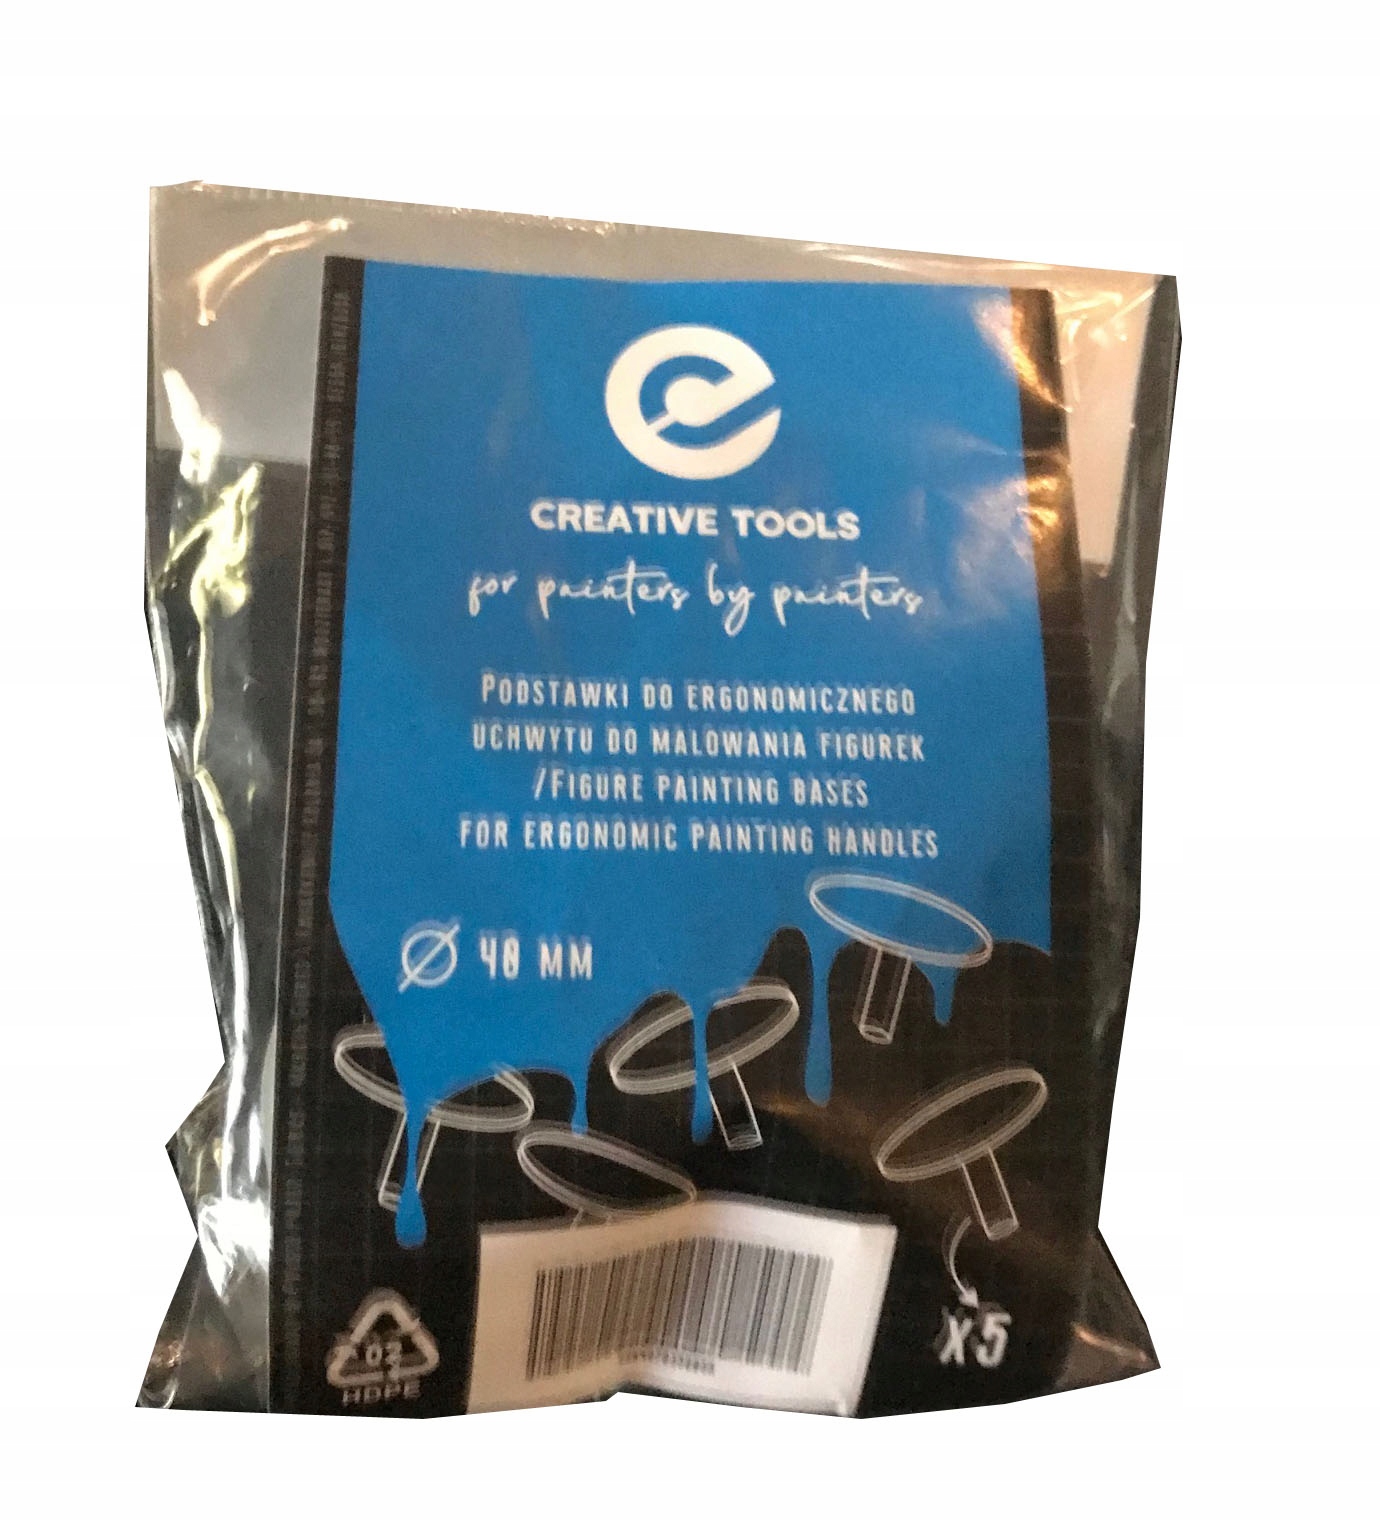 CREATIVE TOOLS
for painters by painters
PODSTAWKI DO ERGONOMICZNEGO
UCHWYTU DO MALOWANIA FIGUREK
/FIGURE PAINTING BASES
FOR ERGONOMIC PAINTING HANDLES
Ø 40 MM
X5
02
HDPE